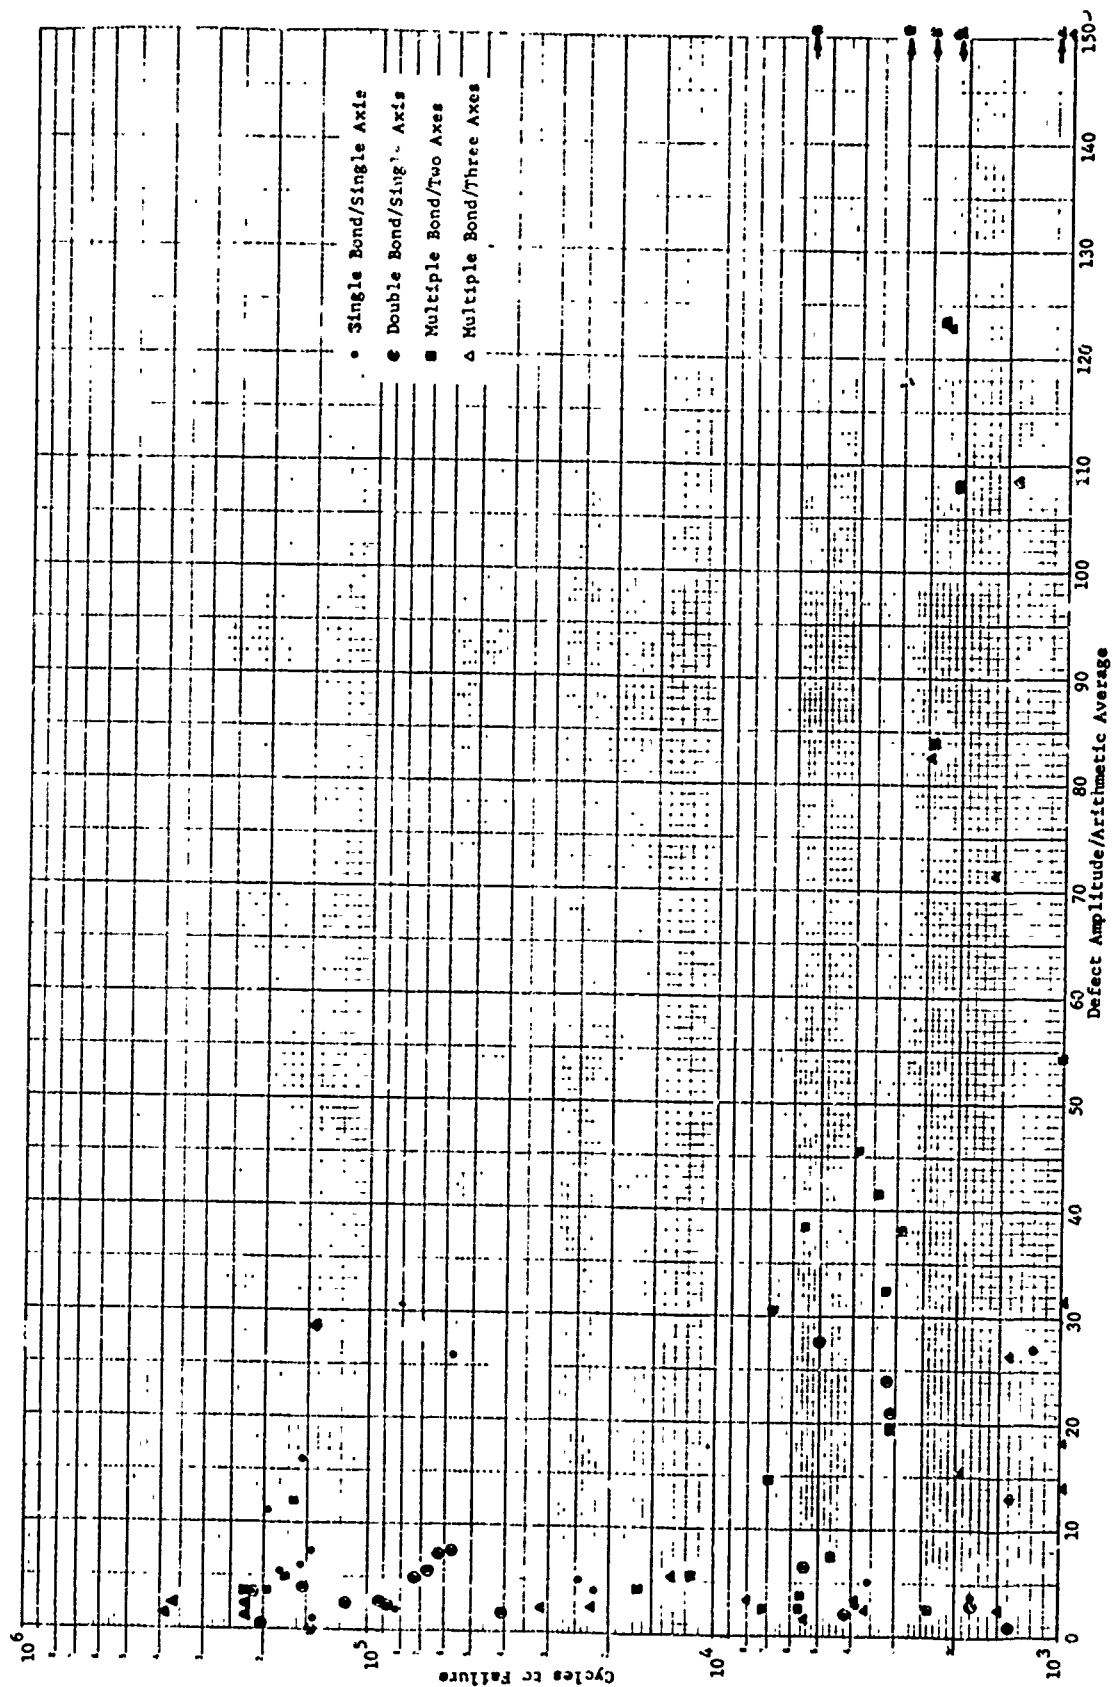 Single Bond/Single Axis
Double Bond/Single Axis
Multiple Bond/Two Axes
Multiple Bond/Three Axes
10^6
10^5
10^4
10^3
Cycles to Failure
0 10 20 30 40 50 60 70 80 90 100 110 120 130 140 150
Defect Amplitude/Arithmetic Average